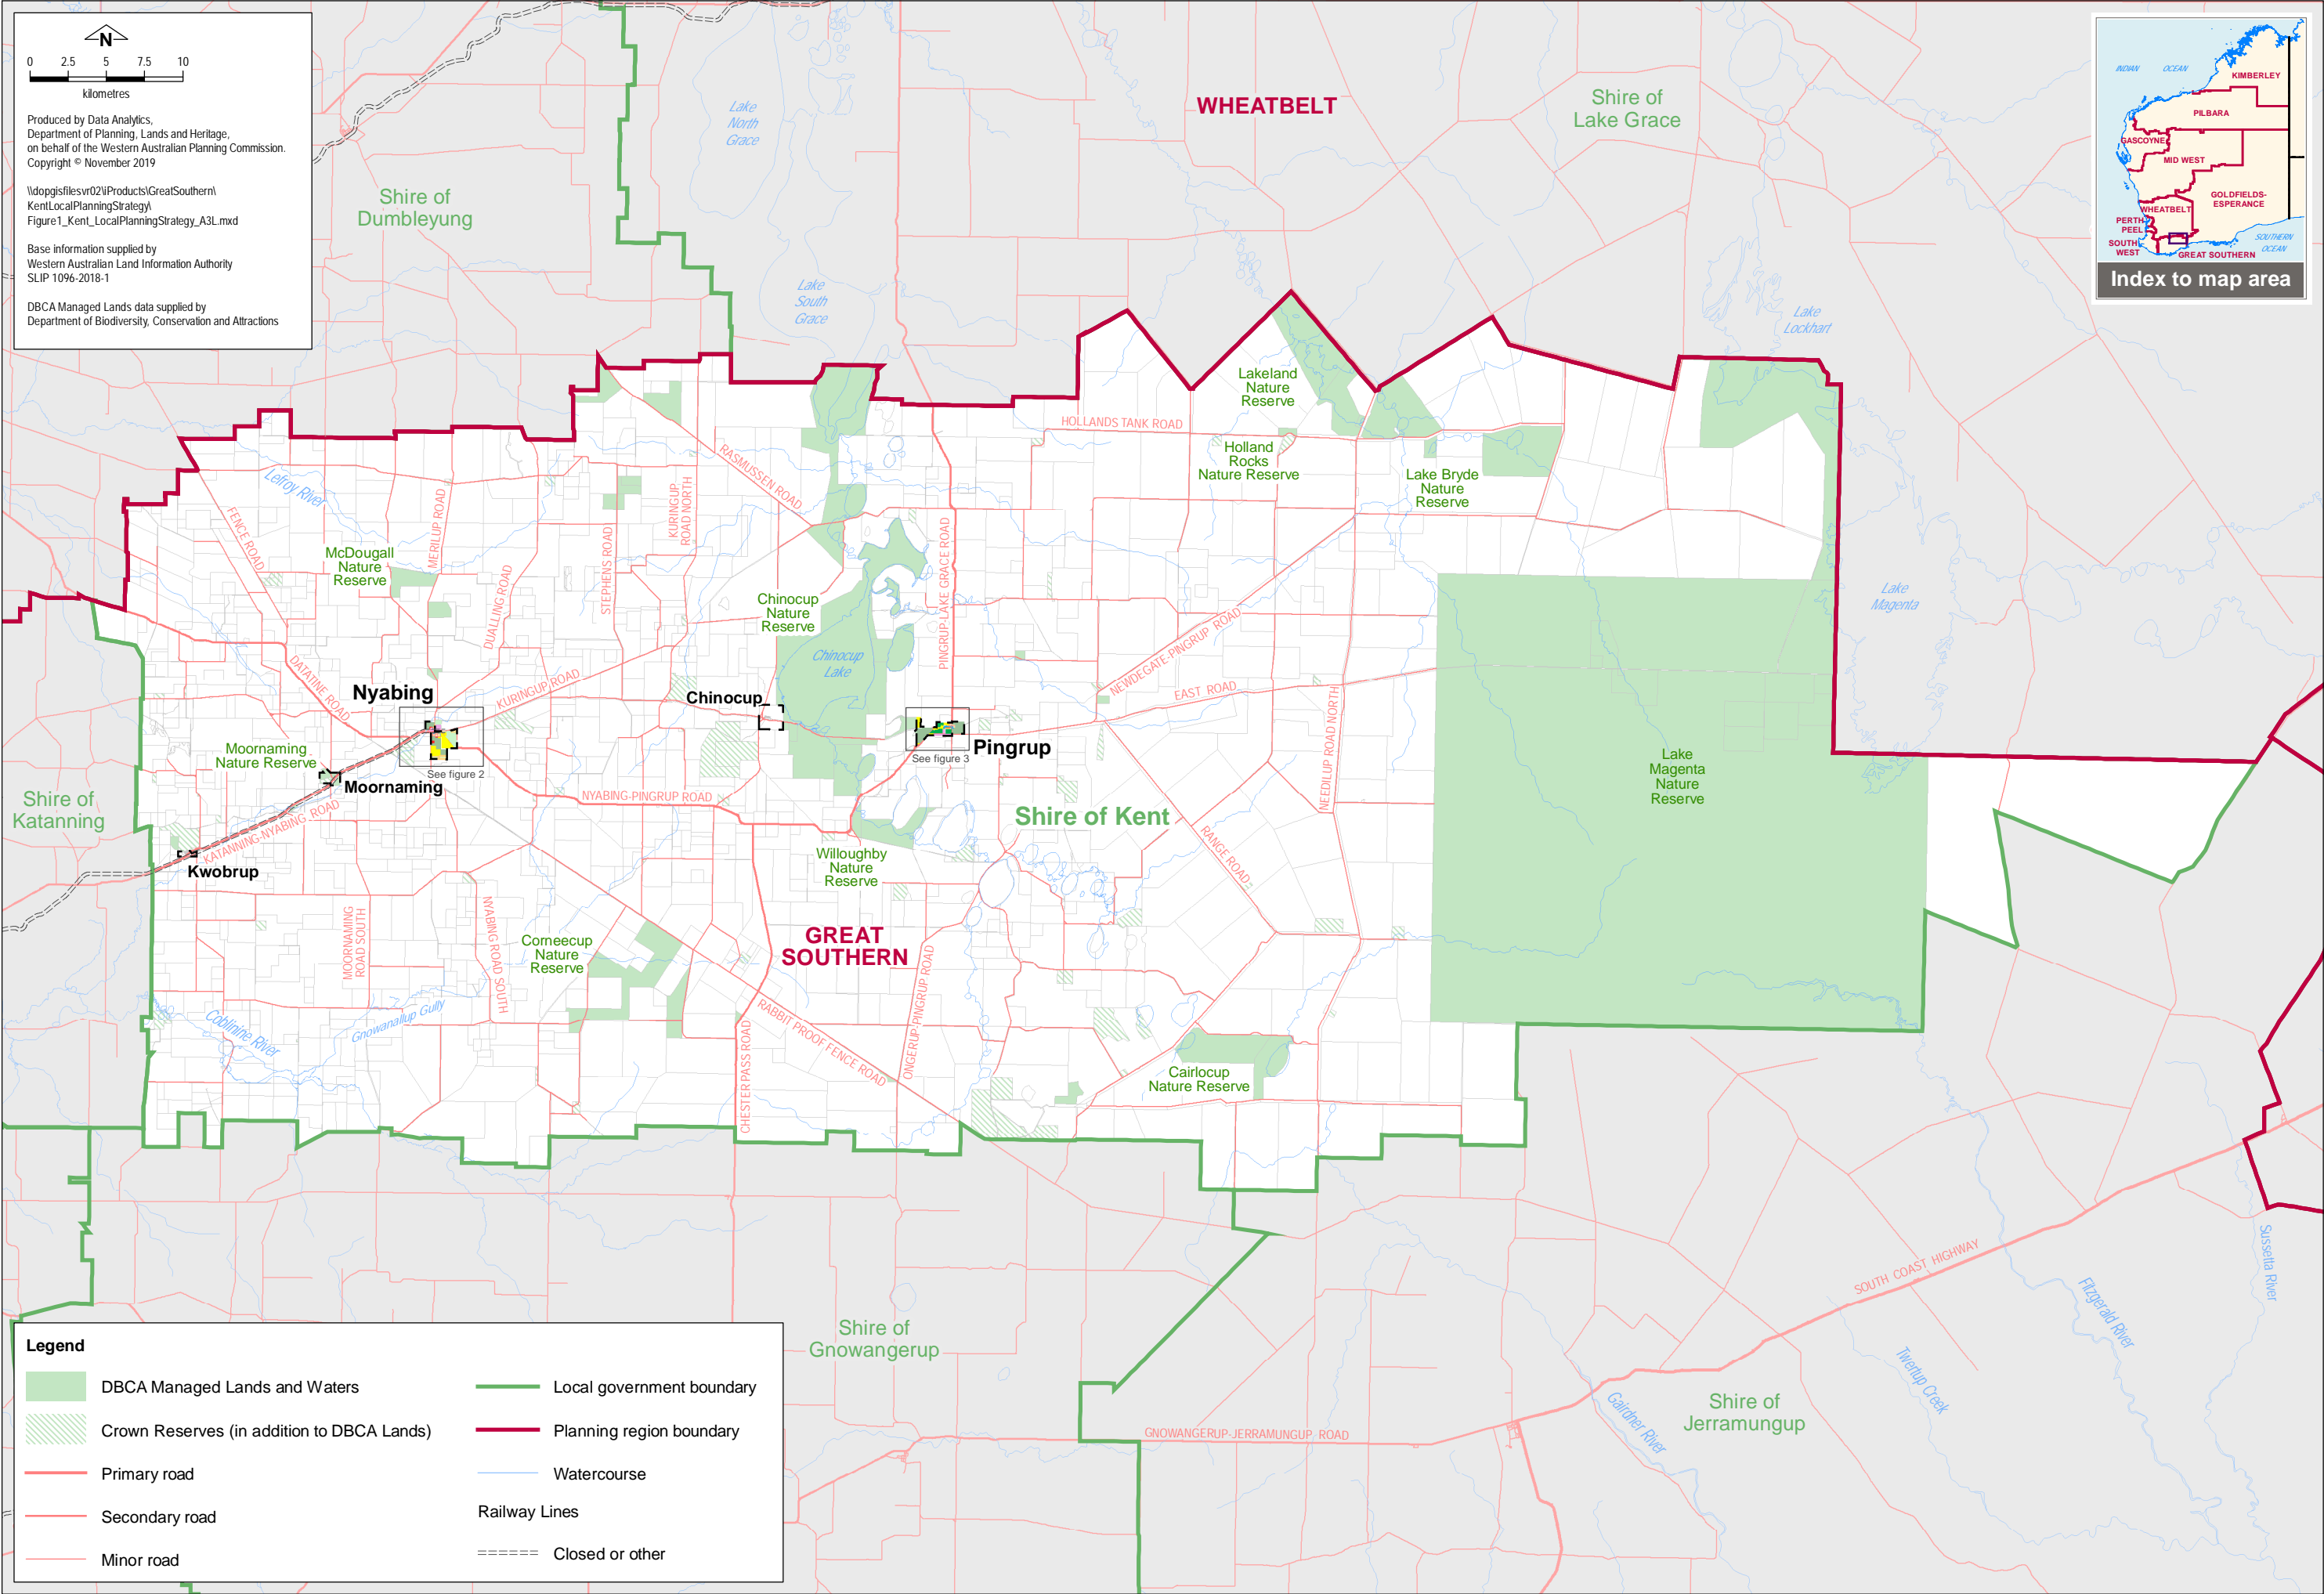 N
0 2.5 5 7.5 10
kilometres
Produced by Data Analytics,
Department of Planning, Lands and Heritage,
on behalf of the Western Australian Planning Commission.
Copyright © November 2019
\\dopgisfilesvr02\iProducts\GreatSouthern\
KentLocalPlanningStrategy\
Figure1_Kent_LocalPlanningStrategy_A3L.mxd
Base information supplied by
Western Australian Land Information Authority
SLIP 1096-2018-1
DBCA Managed Lands data supplied by
Department of Biodiversity, Conservation and Attractions
INDIAN OCEAN
KIMBERLEY
PILBARA
GASCOYNE
MID WEST
GOLDFIELDS-
ESPERANCE
WHEATBELT
PERTH
PEEL
SOUTH
WEST
GREAT SOUTHERN
SOUTHERN
OCEAN
Index to map area
WHEATBELT
Shire of
Lake Grace
Shire of
Dumbleyung
Lake
North
Grace
Lake
South
Grace
Lake
Lockhart
Lakeland
Nature
Reserve
HOLLANDS TANK ROAD
Holland
Rocks
Nature Reserve
Lake Bryde
Nature
Reserve
RASMUSSEN ROAD
Lefroy River
FENCE ROAD
MERILUP ROAD
KURINGUP
ROAD NORTH
STEPHENS ROAD
DUALLING ROAD
McDougall
Nature
Reserve
Chinocup
Nature
Reserve
PINGRUP-LAKE GRACE ROAD
Lake
Magenta
Chinocup
Lake
NEWDEGATE-PINGRUP ROAD
EAST ROAD
DATATINE ROAD
Nyabing
KURINGUP ROAD
Chinocup
Pingrup
See figure 2
See figure 3
Moornaming
Nature Reserve
Moornaming
NYABING-PINGRUP ROAD
NEEDILUP ROAD NORTH
Lake
Magenta
Nature
Reserve
Shire of
Katanning
Shire of Kent
KATANNING-NYABING ROAD
Kwobrup
RANGE ROAD
Willoughby
Nature
Reserve
MOORNAMING
ROAD SOUTH
NYABING ROAD SOUTH
Corneecup
Nature
Reserve
GREAT
SOUTHERN
ONGERUP-PINGRUP ROAD
RABBIT PROOF FENCE ROAD
CHESTER PASS ROAD
Coblinine River
Gnowanallup Gully
Cairlocup
Nature Reserve
SOUTH COAST HIGHWAY
Sussetta River
Fitzgerald River
Twertup Creek
Gairdner River
Shire of
Gnowangerup
Shire of
Jerramungup
GNOWANGERUP-JERRAMUNGUP ROAD
Legend
DBCA Managed Lands and Waters
Crown Reserves (in addition to DBCA Lands)
Primary road
Secondary road
Minor road
Local government boundary
Planning region boundary
Watercourse
Railway Lines
Closed or other